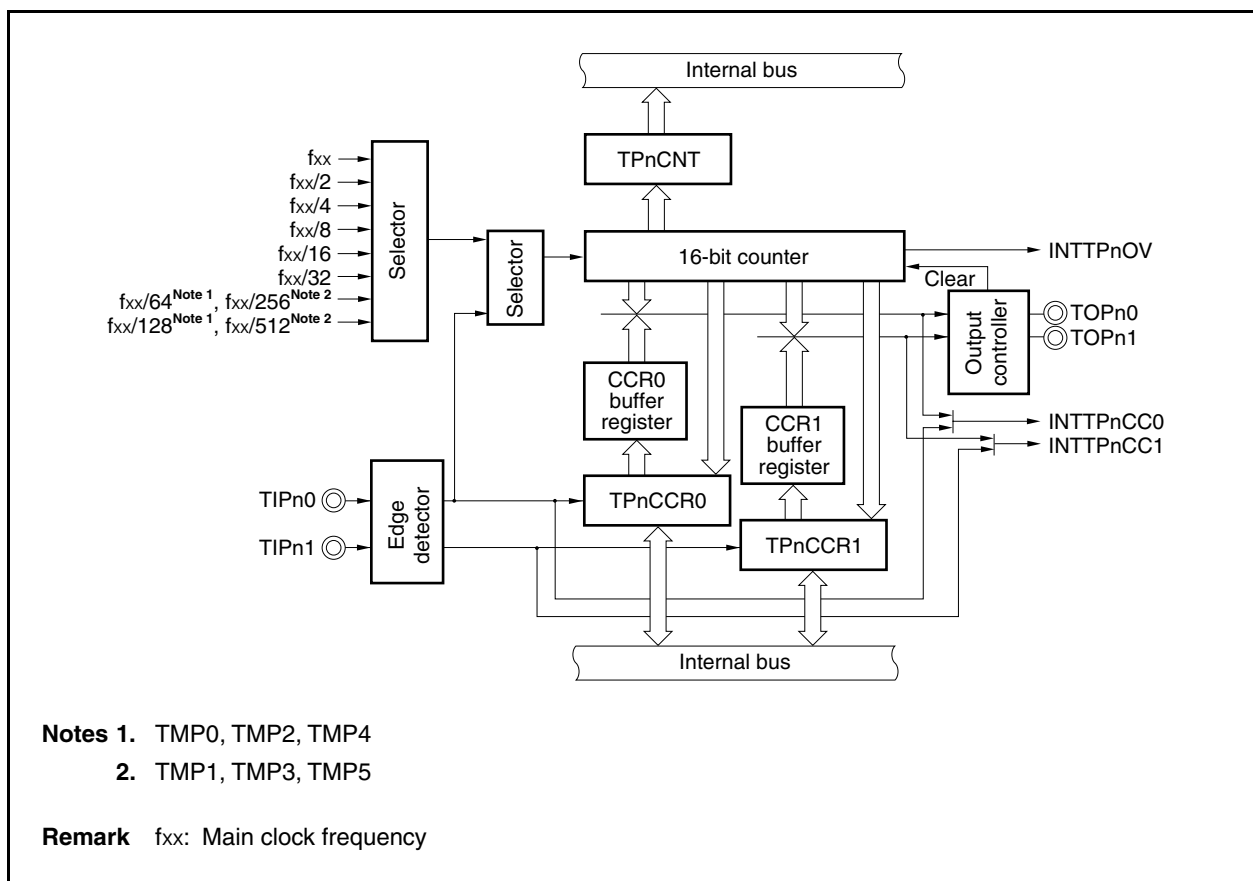 Internal bus
TPnCNT
fxx
fxx/2
fxx/4
fxx/8
fxx/16
fxx/32
fxx/64Note 1, fxx/256Note 2
fxx/128Note 1, fxx/512Note 2
Selector
Selector
16-bit counter
INTTPnOV
Clear
Output
controller
TOPn0
TOPn1
CCR0
buffer
register
CCR1
buffer
register
INTTPnCC0
INTTPnCC1
TIPn0
TIPn1
Edge
detector
TPnCCR0
TPnCCR1
Internal bus
Notes 1. TMP0, TMP2, TMP4
2. TMP1, TMP3, TMP5
Remark fxx: Main clock frequency